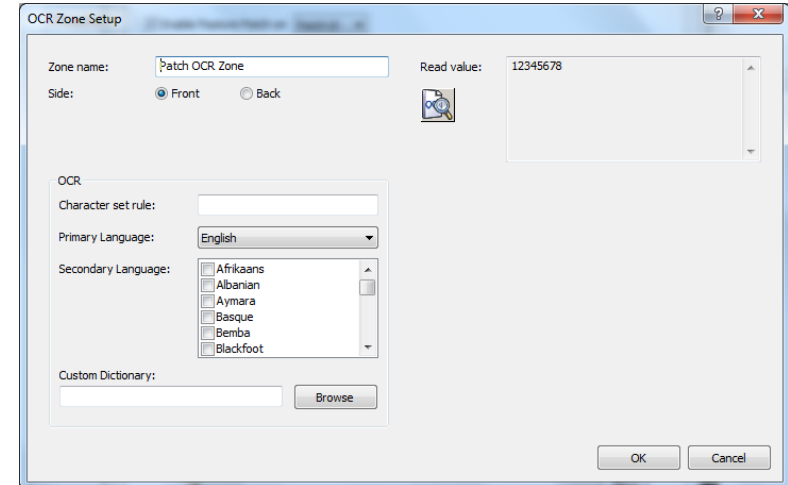 OCR Zone Setup
Zone name: Patch OCR Zone
Read value: 12345678
Side: Front Back
OCR
Character set rule:
Primary Language: English
Secondary Language: Afrikaans
Albanian
Aymara
Basque
Bemba
Blackfoot
Custom Dictionary:
Browse
OK Cancel